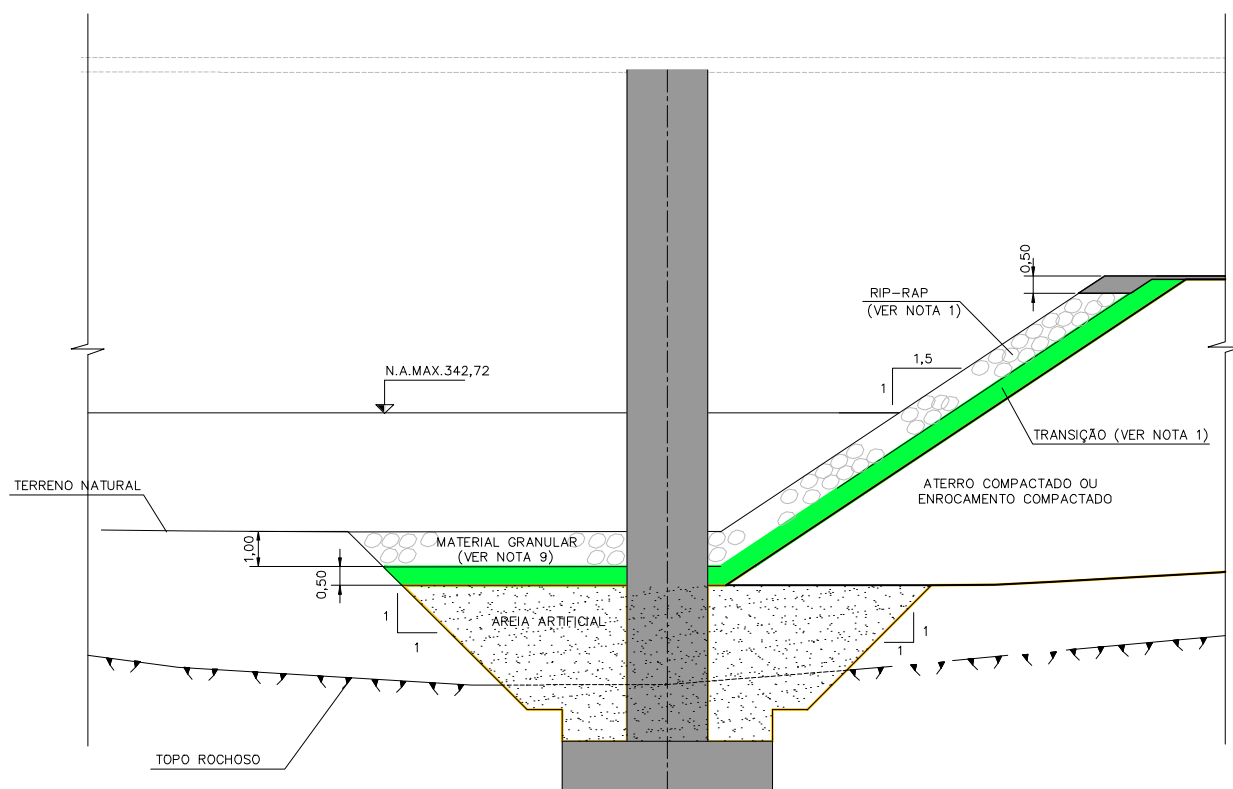 0,50
RIP-RAP
(VER NOTA 1)
1,5
1
N.A.MAX.342,72
TRANSIÇÃO (VER NOTA 1)
TERRENO NATURAL
ATERRO COMPACTADO OU
ENROCAMENTO COMPACTADO
1,00
MATERIAL GRANULAR
(VER NOTA 9)
0,50
1
AREIA ARTIFICIAL
1
1
1
TOPO ROCHOSO